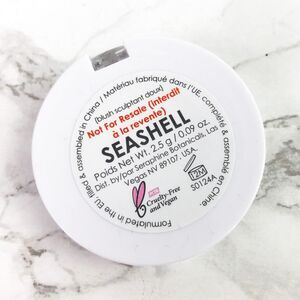 Formulated in the EU, filled & assembled in China / Matériau fabriqué dans l'UE, complété & assemblé en Chine.
(blush sculptant doux)
Not For Resale (interdit
à la revente)
SEASHELL
Poids Net Wt. 2.5 g / 0.09 oz.
Dist. by/par Seraphine Botanicals, Las
Vegas NV 89107. USA.
Cruelty-Free
and Vegan
12M
S0124A